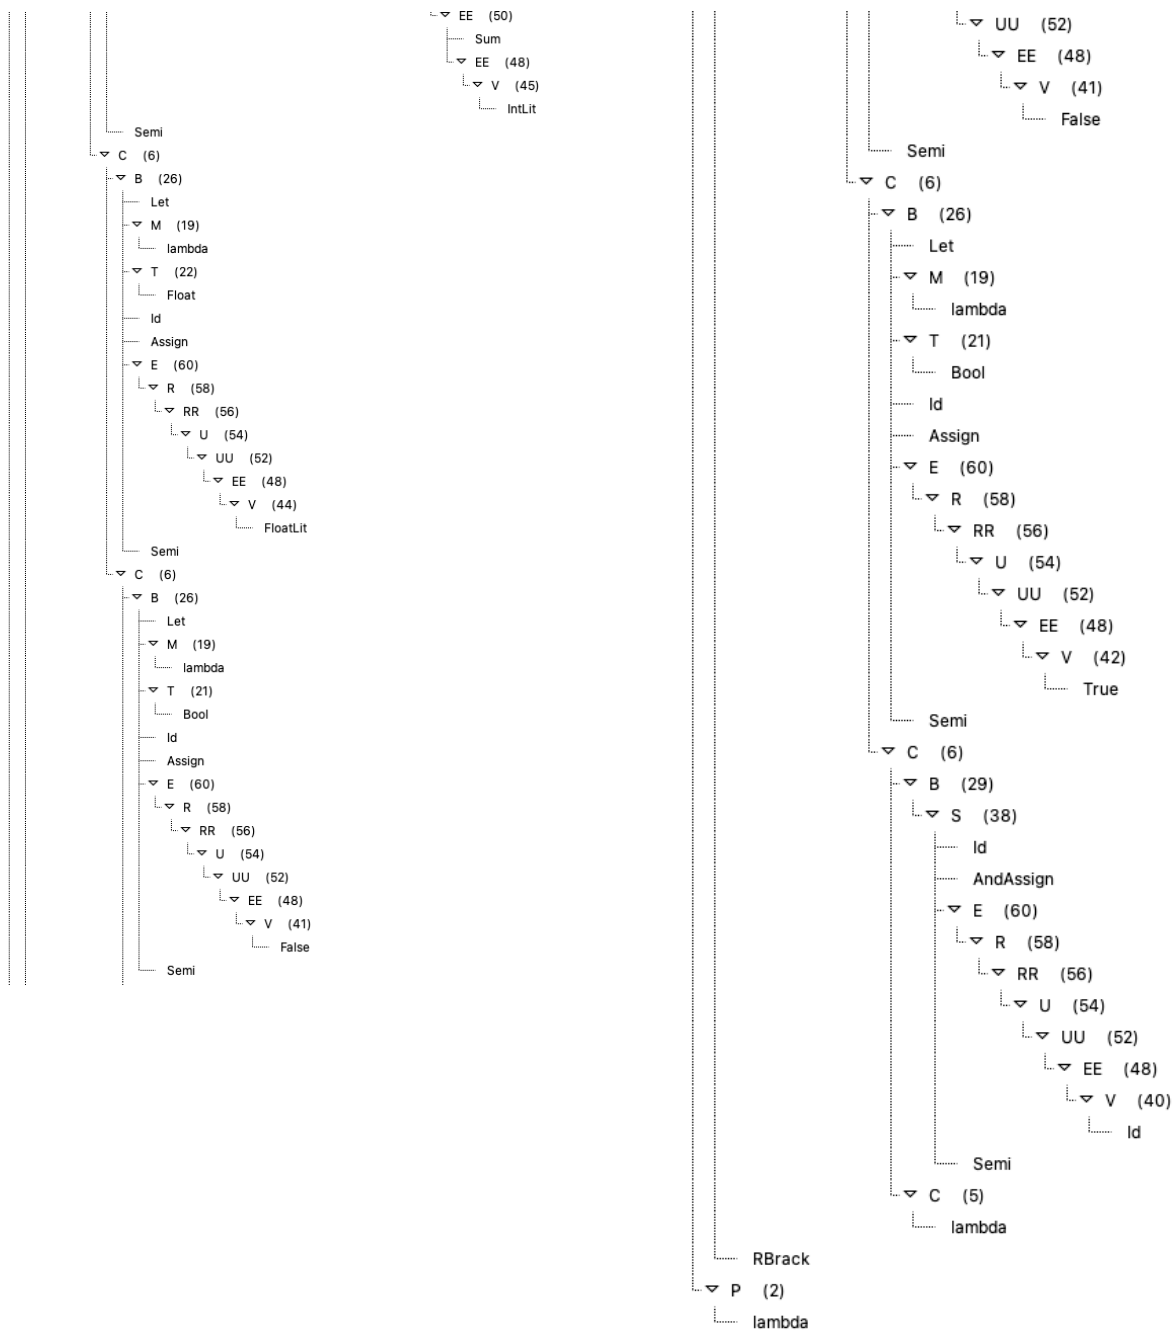 EE (50)
Sum
EE (48)
V (45)
IntLit
Semi
C (6)
B (26)
Let
M (19)
lambda
T (22)
Float
Id
Assign
E (60)
R (58)
RR (56)
U (54)
UU (52)
EE (48)
V (44)
FloatLit
Semi
C (6)
B (26)
Let
M (19)
lambda
T (21)
Bool
Id
Assign
E (60)
R (58)
RR (56)
U (54)
UU (52)
EE (48)
V (41)
False
Semi
UU (52)
EE (48)
V (41)
False
Semi
C (6)
B (26)
Let
M (19)
lambda
T (21)
Bool
Id
Assign
E (60)
R (58)
RR (56)
U (54)
UU (52)
EE (48)
V (42)
True
Semi
C (6)
B (29)
S (38)
Id
AndAssign
E (60)
R (58)
RR (56)
U (54)
UU (52)
EE (48)
V (40)
Id
Semi
C (5)
lambda
RBrack
P (2)
lambda